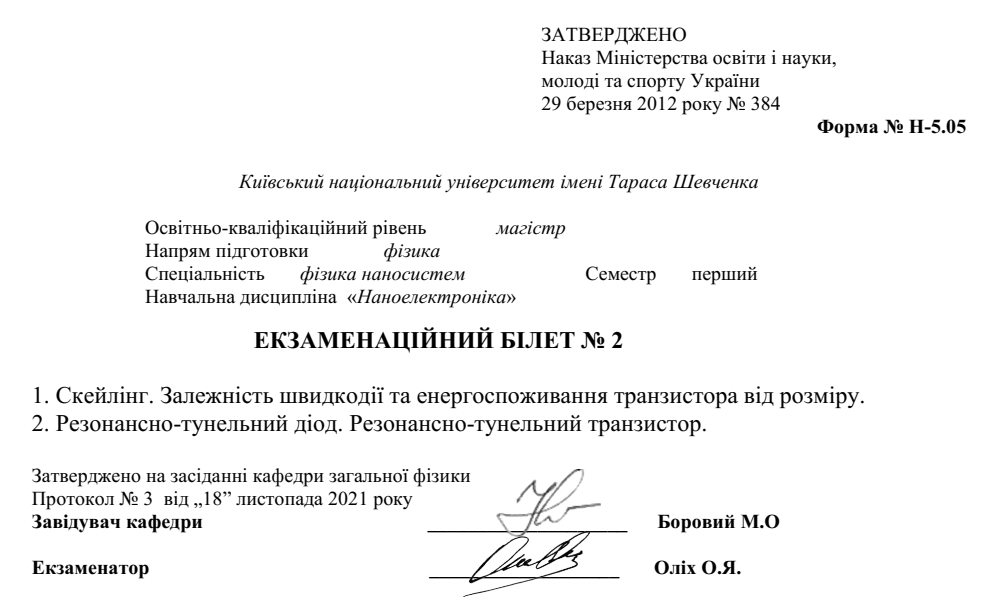 ЗАТВЕРДЖЕНО
Наказ Міністерства освіти і науки,
молоді та спорту України
29 березня 2012 року № 384
Форма № Н-5.05
Київський національний університет імені Тараса Шевченка
Освітньо-кваліфікаційний рівень магістр
Напрям підготовки фізика
Спеціальність фізика наносистем Семестр перший
Навчальна дисципліна «Наноелектроніка»
ЕКЗАМЕНАЦІЙНИЙ БІЛЕТ № 2
1. Скейлінг. Залежність швидкодії та енергоспоживання транзистора від розміру.
2. Резонансно-тунельний діод. Резонансно-тунельний транзистор.
Затверджено на засіданні кафедри загальної фізики
Протокол № 3 від „18” листопада 2021 року
Завідувач кафедри Боровий М.О
Екзаменатор Оліх О.Я.